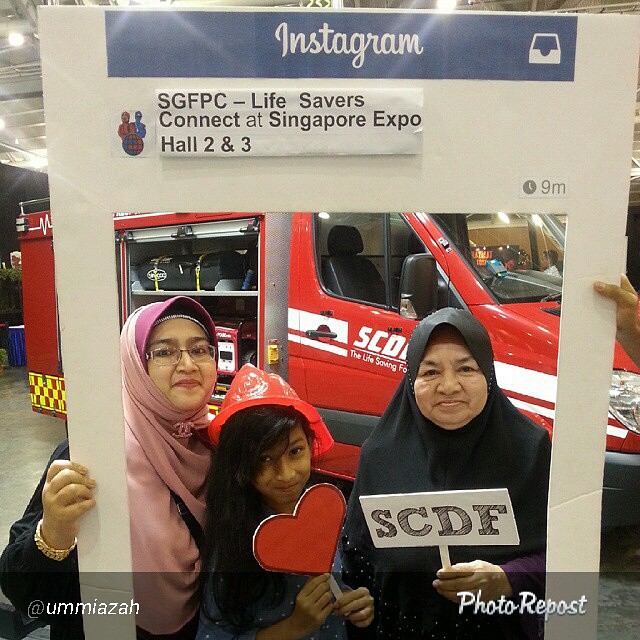 Instagram
SGFPC – Life Savers
Connect at Singapore Expo
Hall 2 & 3
9m
SCDF
The Life Saving Fo
SCDF
@ummiazah
PhotoRepost